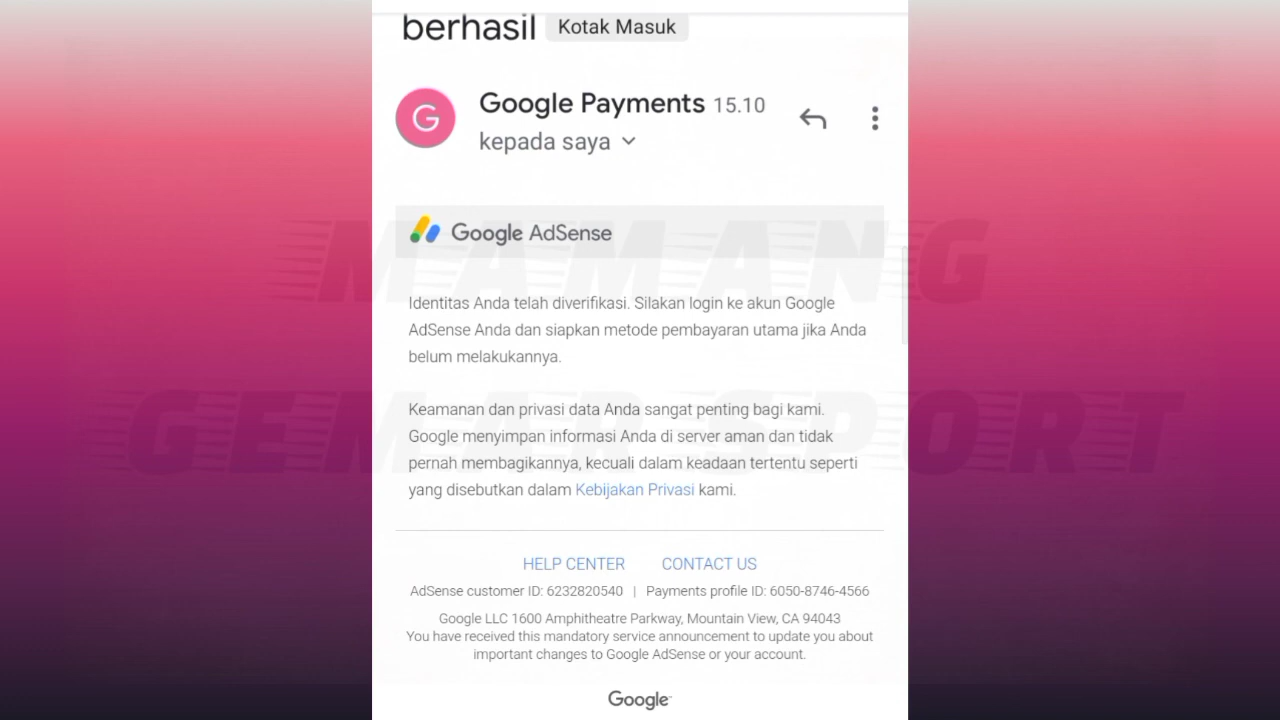 berhasil Kotak Masuk
G Google Payments 15.10
kepada saya
Google AdSense
MAMANG
Identitas Anda telah diverifikasi. Silakan login ke akun Google
AdSense Anda dan siapkan metode pembayaran utama jika Anda
belum melakukannya.
GEMAR SPORT
Keamanan dan privasi data Anda sangat penting bagi kami.
Google menyimpan informasi Anda di server aman dan tidak
pernah membagikannya, kecuali dalam keadaan tertentu seperti
yang disebutkan dalam Kebijakan Privasi kami.
HELP CENTER CONTACT US
AdSense customer ID: 6232820540 | Payments profile ID: 6050-8746-4566
Google LLC 1600 Amphitheatre Parkway, Mountain View, CA 94043
You have received this mandatory service announcement to update you about
important changes to Google AdSense or your account.
Google